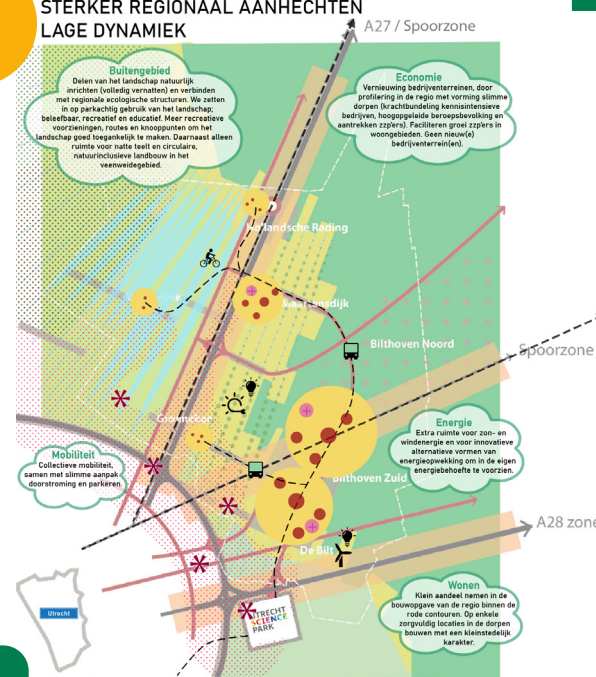 STERKER REGIONAAL AANHECHTEN
LAGE DYNAMIEK
A27 / Spoorzone
Buitengebied
Delen van het landschap natuurlijk
inrichten (volledig vernatten) en verbinden
met regionale ecologische structuren. We zetten
in op parkachtig gebruik van het landschap;
beleefbaar, recreatief en educatief. Meer recreatieve
voorzieningen, routes en knooppunten om het
landschap goed toegankelijk te maken. Daarnaast alleen
ruimte voor natte teelt en circulaire,
natuurinclusieve landbouw in het
veenweidegebied.
Economie
Vernieuwing bedrijventerreinen, door
profilering in de regio met vorming slimme
dorpen (krachtbundeling kennisintensieve
bedrijven, hoogopgeleide beroepsbevolking en
aantrekken zzp'ers). Faciliteren groei zzp'ers in
woongebieden. Geen nieuw(e)
bedrijventerrein(en).
P
Hollandsche Rading
Maartensdijk
Bilthoven Noord
Spoorzone
Groenekan
Energie
Extra ruimte voor zon- en
windenergie en voor innovatieve
alternatieve vormen van
energieopwekking om in de eigen
energiebehoefte te voorzien.
Mobiliteit
Collectieve mobiliteit,
samen met slimme aanpak
doorstroming en parkeren.
Bilthoven Zuid
A28 zone
De Bilt
Wonen
Klein aandeel nemen in de
bouwopgave van de regio binnen de
rode contouren. Op enkele
zorgvuldig locaties in de dorpen
bouwen met een kleinstedelijk
karakter.
Utrecht
UTRECHT
SCIENCE
PARK